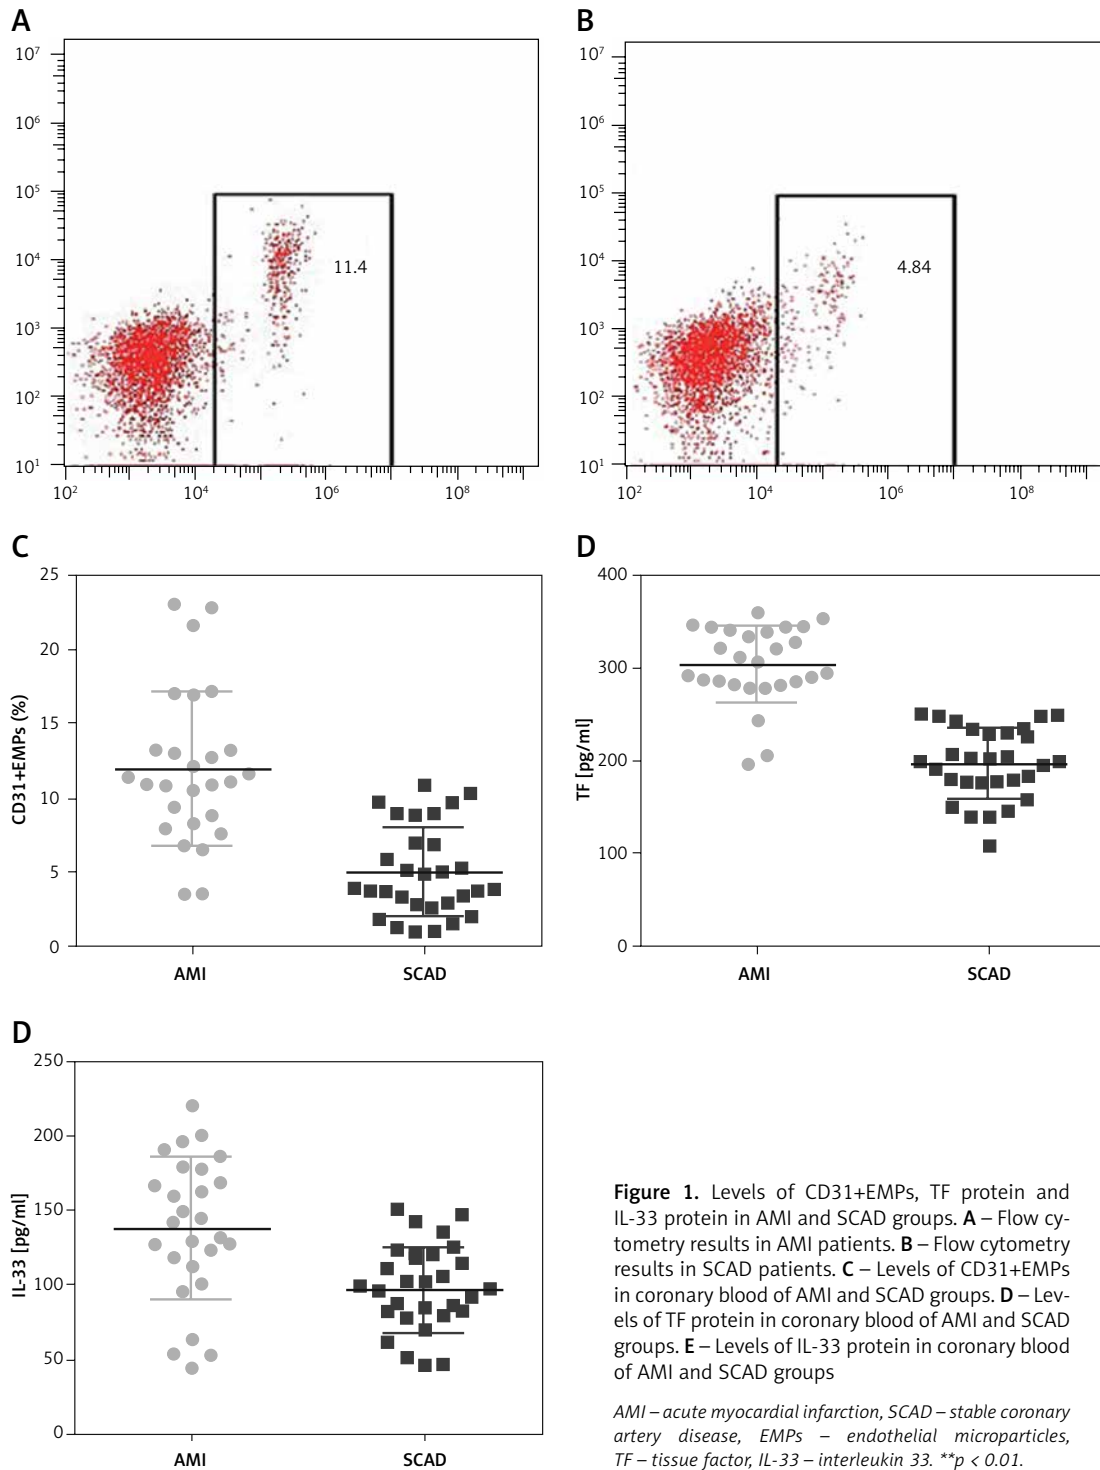 A
B
10⁷
10⁶
10⁵
10⁴
10³
10²
10¹
11.4
10² 10⁴ 10⁶ 10⁸
10⁷
10⁶
10⁵
10⁴
10³
10²
10¹
4.84
10² 10⁴ 10⁶ 10⁸
C
CD31+EMPs (%)
25
20
15
10
5
0
AMI SCAD
D
TF [pg/ml]
400
300
200
100
0
AMI SCAD
D
IL-33 [pg/ml]
250
200
150
100
50
0
AMI SCAD
Figure 1. Levels of CD31+EMPs, TF protein and
IL-33 protein in AMI and SCAD groups. A – Flow cy-
tometry results in AMI patients. B – Flow cytometry
results in SCAD patients. C – Levels of CD31+EMPs
in coronary blood of AMI and SCAD groups. D – Lev-
els of TF protein in coronary blood of AMI and SCAD
groups. E – Levels of IL-33 protein in coronary blood
of AMI and SCAD groups
AMI – acute myocardial infarction, SCAD – stable coronary
artery disease, EMPs – endothelial microparticles,
TF – tissue factor, IL-33 – interleukin 33. **p < 0.01.